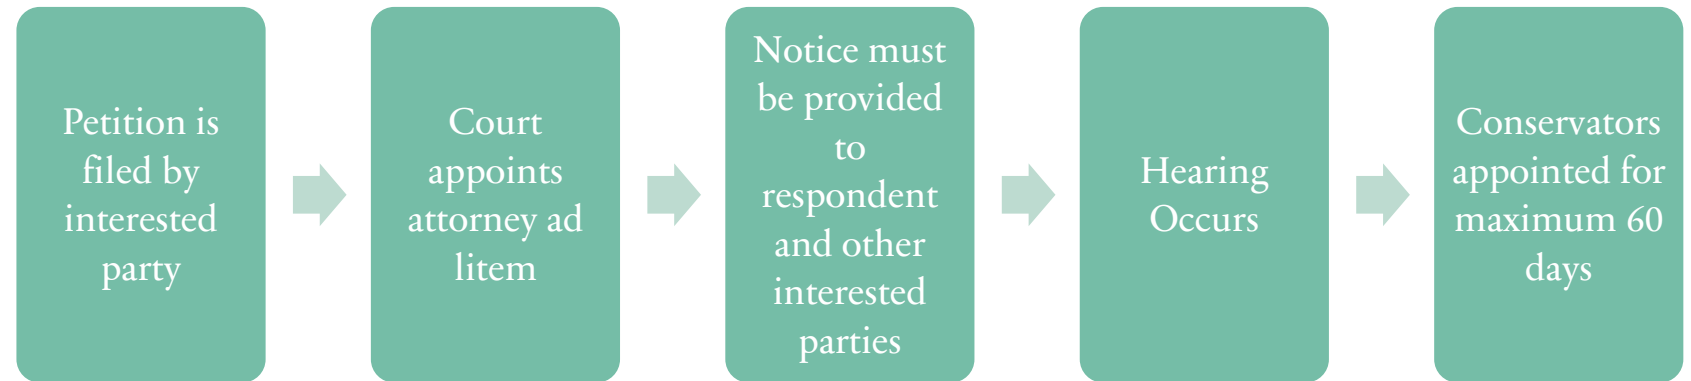 Petition is
filed by
interested
party
Court
appoints
attorney ad
litem
Notice must
be provided
to
respondent
and other
interested
parties
Hearing
Occurs
Conservators
appointed for
maximum 60
days